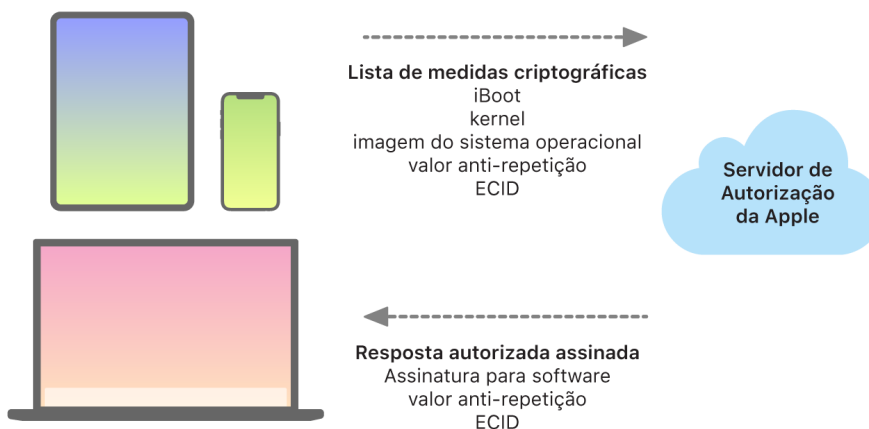 Lista de medidas criptográficas
iBoot
kernel
imagem do sistema operacional
valor anti-repetição
ECID
Servidor de
Autorização
da Apple
Resposta autorizada assinada
Assinatura para software
valor anti-repetição
ECID